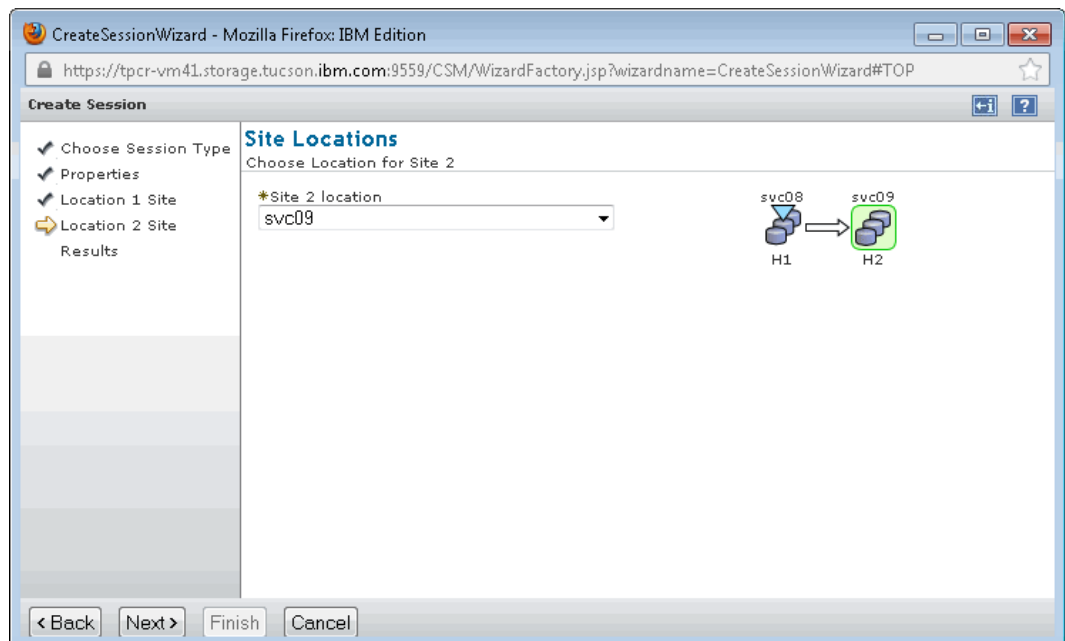 CreateSessionWizard - Mozilla Firefox: IBM Edition
https://tpcr-vm41.storage.tucson.ibm.com:9559/CSM/WizardFactory.jsp?wizardname=CreateSessionWizard#TOP
Create Session
i ?
Choose Session Type
Properties
Location 1 Site
Location 2 Site
Results
Site Locations
Choose Location for Site 2
*Site 2 location
svc09
svc08 svc09
H1 H2
< Back Next > Finish Cancel